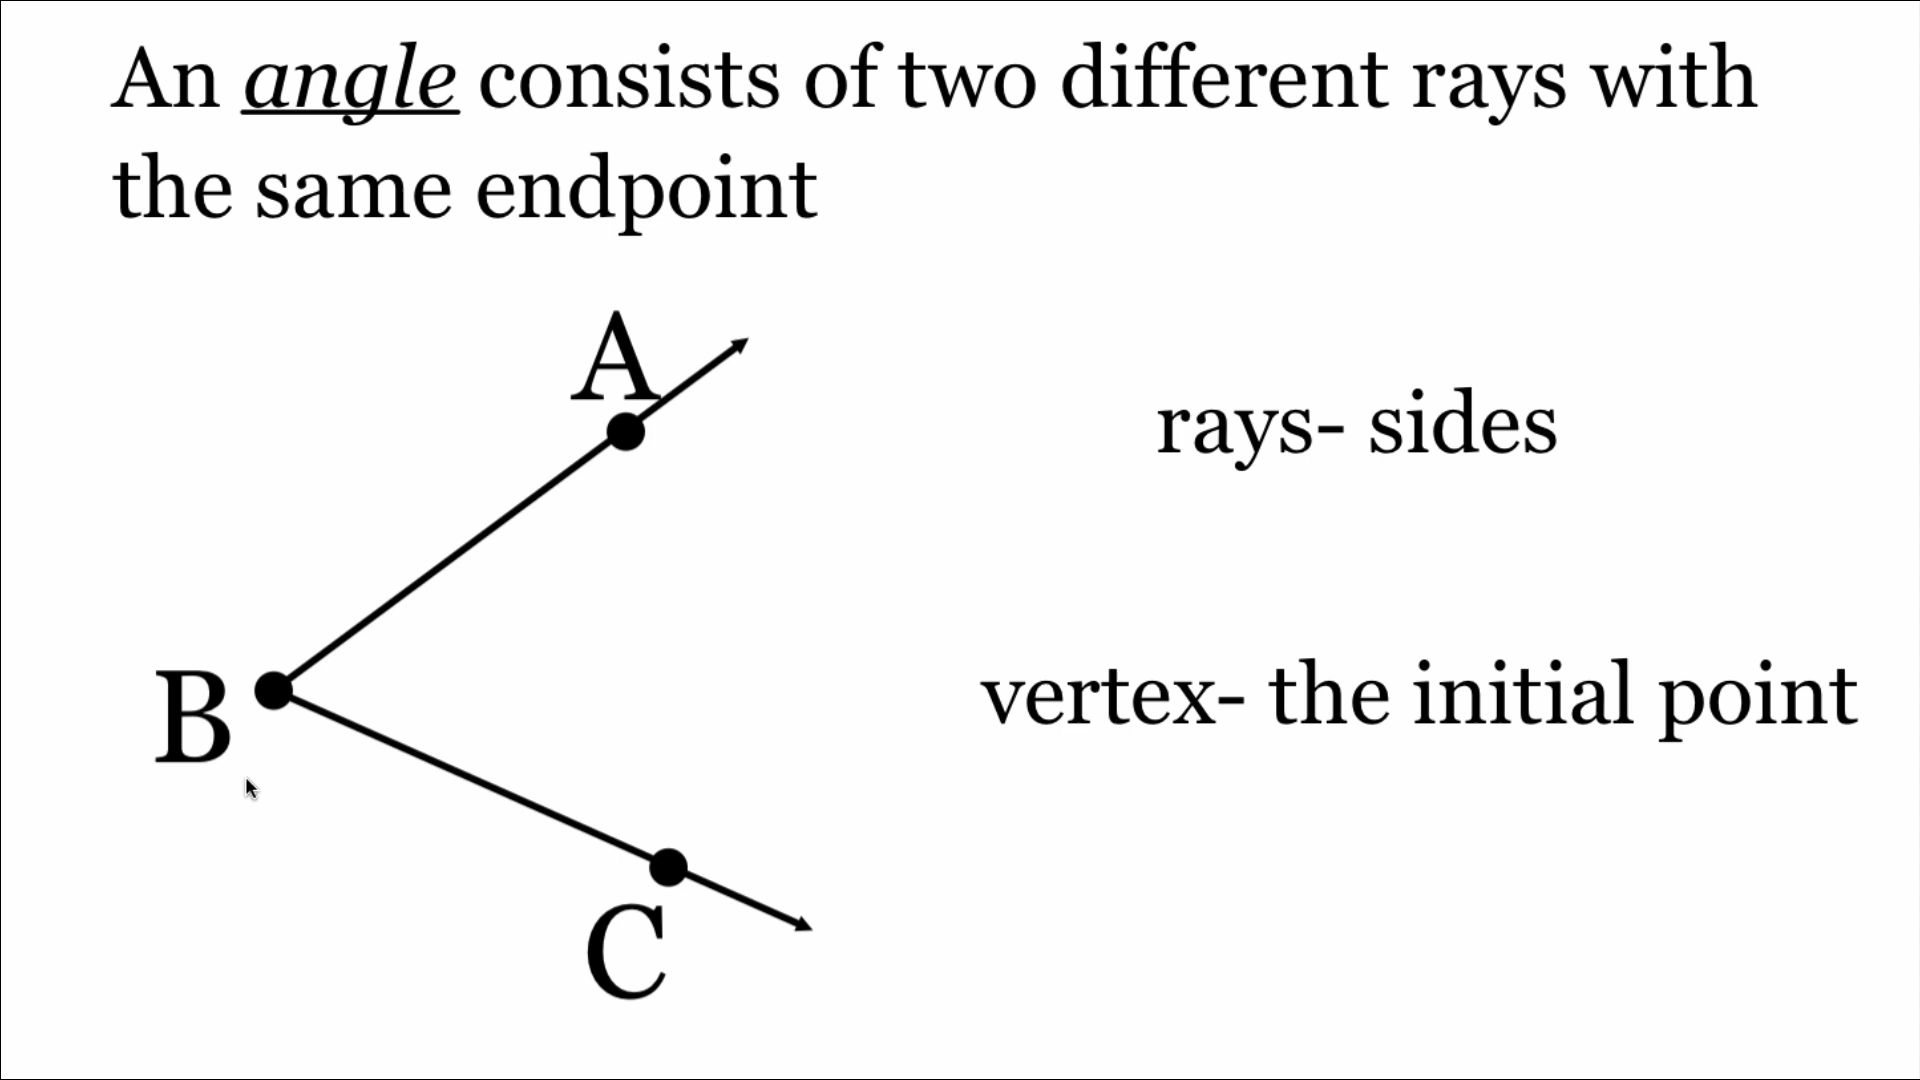 An angle consists of two different rays with
the same endpoint
A
rays- sides
B
vertex- the initial point
C